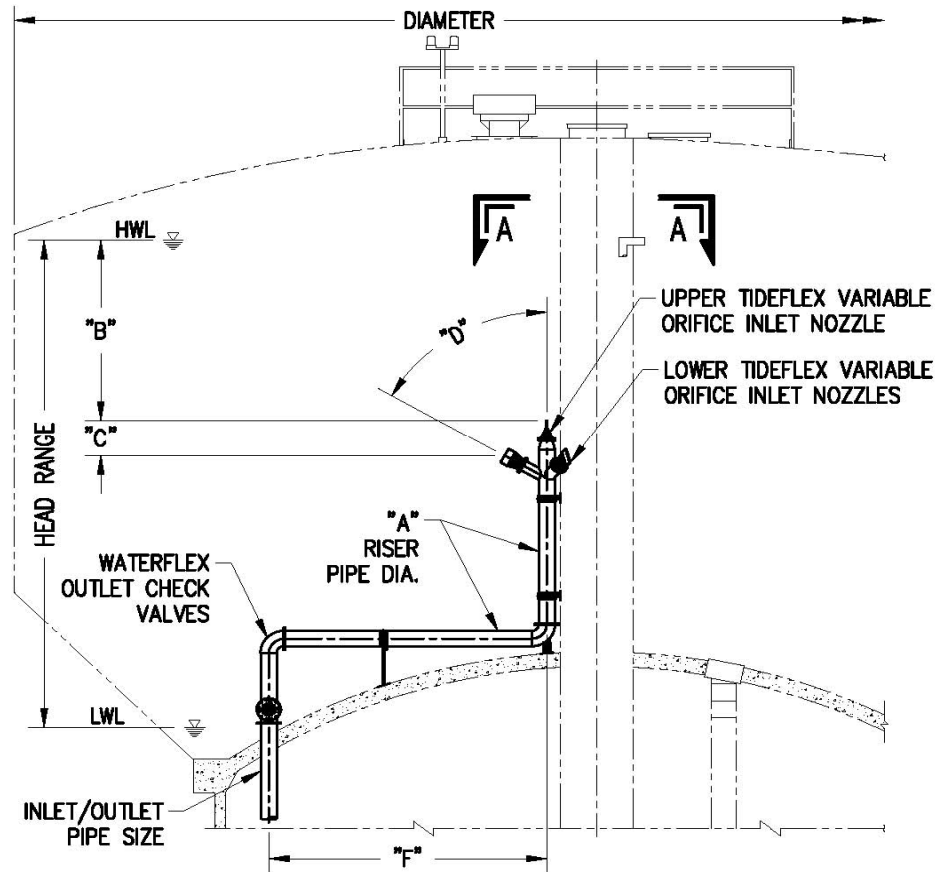 DIAMETER
HWL
A
A
"B"
"D"
UPPER TIDEFLEX VARIABLE
ORIFICE INLET NOZZLE
LOWER TIDEFLEX VARIABLE
ORIFICE INLET NOZZLES
"C"
HEAD RANGE
"A"
RISER
PIPE DIA.
WATERFLEX
OUTLET CHECK
VALVES
LWL
INLET/OUTLET
PIPE SIZE
"F"